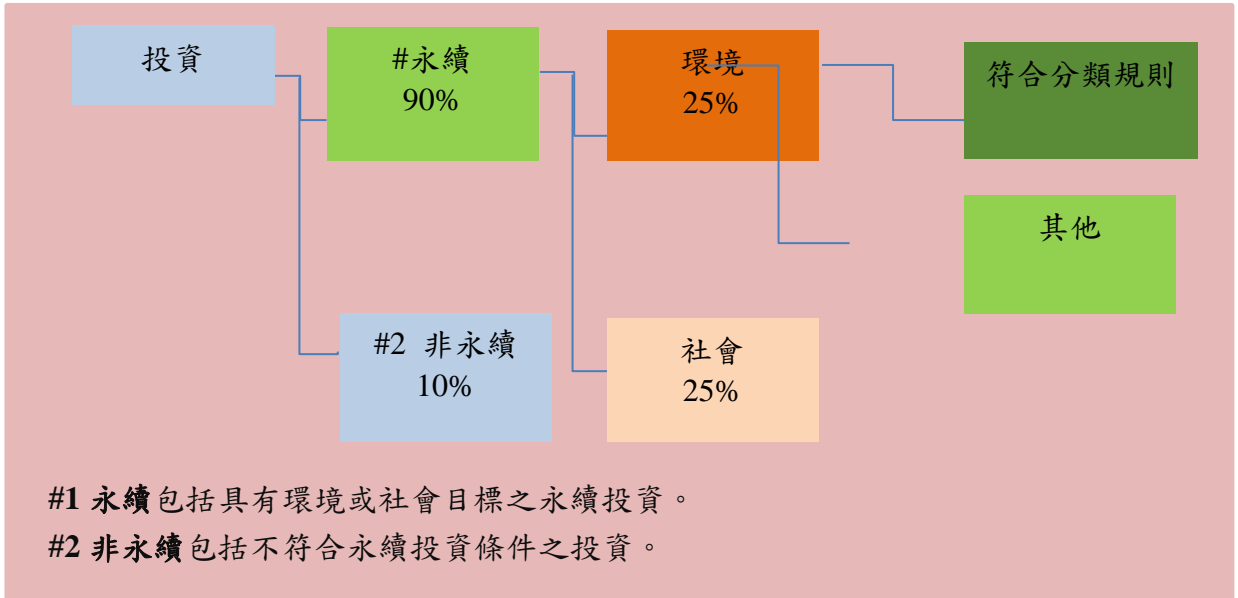 投資
#永續
90%
環境
25%
符合分類規則
其他
#2 非永續
10%
社會
25%
#1 永續包括具有環境或社會目標之永續投資。
#2 非永續包括不符合永續投資條件之投資。